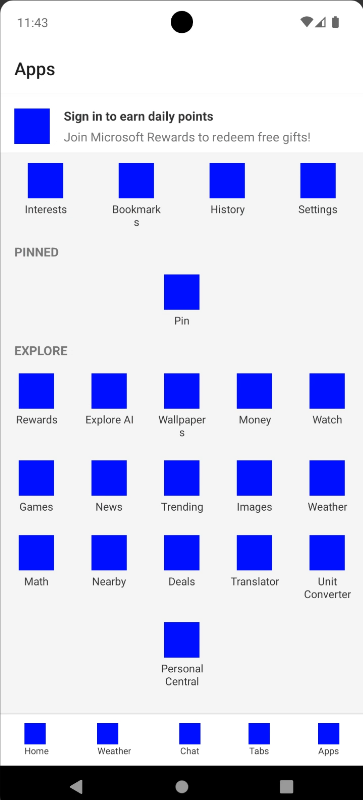 11:43
Apps
Sign in to earn daily points
Join Microsoft Rewards to redeem free gifts!
Interests
Bookmark
s
History
Settings
PINNED
Pin
EXPLORE
Rewards
Explore AI
Wallpaper
s
Money
Watch
Games
News
Trending
Images
Weather
Math
Nearby
Deals
Translator
Unit
Converter
Personal
Central
Home
Weather
Chat
Tabs
Apps